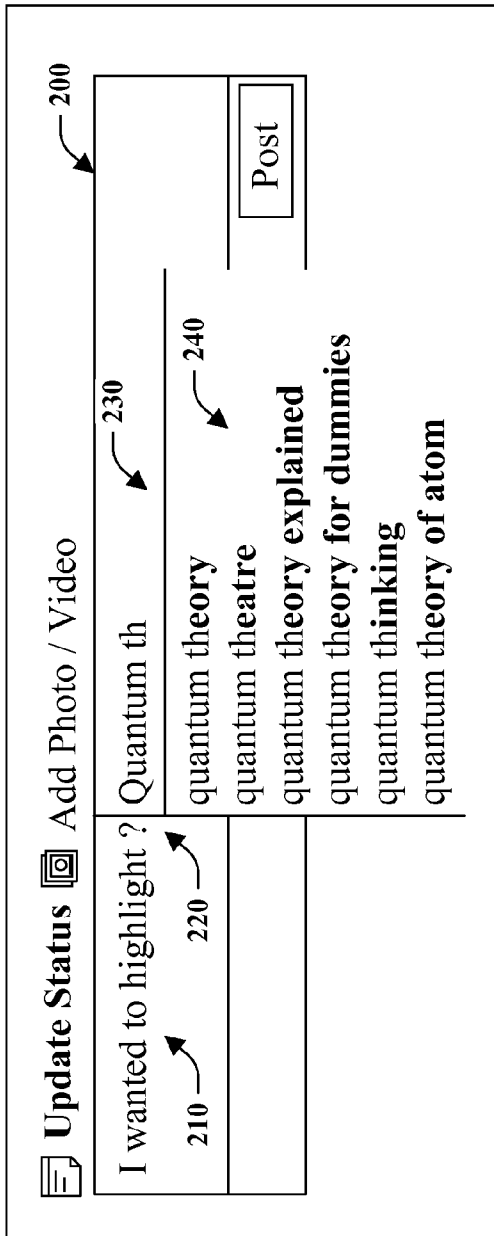 Update Status Add Photo / Video
200
I wanted to highlight ? Quantum th
230
210
220
240
quantum theory
quantum theatre
quantum theory explained
quantum theory for dummies
quantum thinking
quantum theory of atom
Post